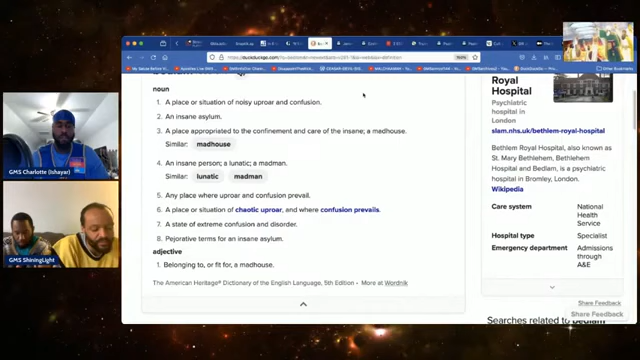 noun
1. A place or situation of noisy uproar and confusion.
2. An insane asylum.
3. A place appropriated to the confinement and care of the insane; a madhouse.
Similar: madhouse
4. An insane person; a lunatic; a madman.
Similar: lunatic madman
5. Any place where uproar and confusion prevail.
6. A place or situation of chaotic uproar, and where confusion prevails.
7. A state of extreme confusion and disorder.
8. Pejorative terms for an insane asylum.
adjective
1. Belonging to, or fit for, a madhouse.
The American Heritage® Dictionary of the English Language, 5th Edition • More at Wordnik
Royal
Hospital
Psychiatric
hospital in
London
slam.nhs.uk/bethlem-royal-hospital
Bethlem Royal Hospital, also known as
St. Mary Bethlehem, Bethlehem
Hospital and Bedlam, is a psychiatric
hospital in Bromley, London.
Wikipedia
Care system National
Health
Service
Hospital type Specialist
Emergency department Admissions
through
A&E
Share Feedback
Share Feedback
Searches related to bedlam
GMS Charlotte (Ishayar)
GMS ShiningLight